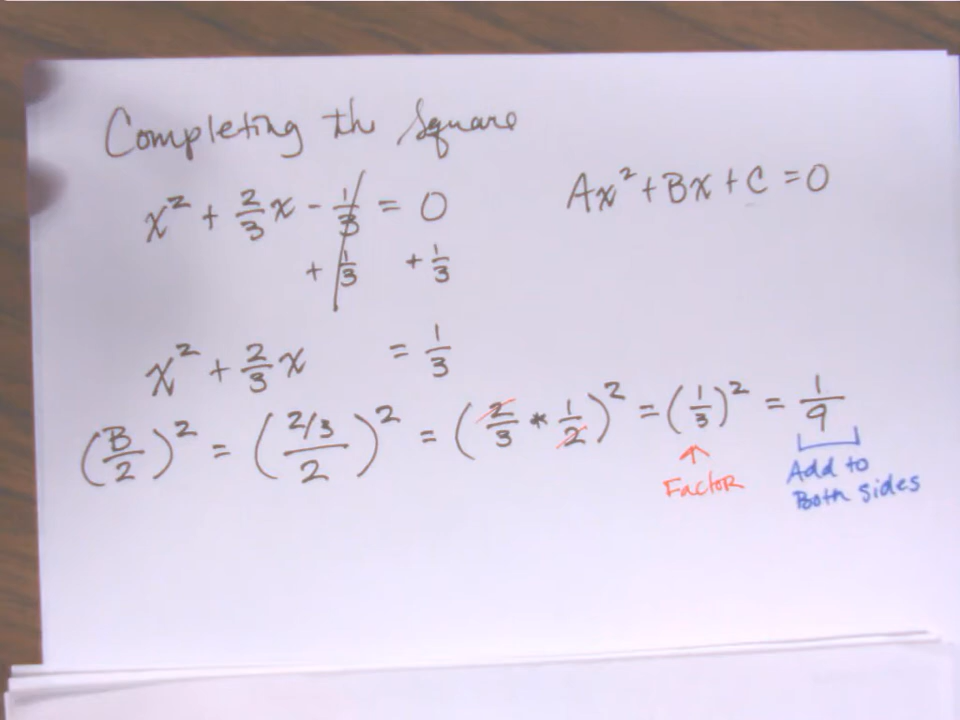 Completing the Square
x² + 2/3 x - 1/3 = 0
Ax² + Bx + C = 0
+ 1/3 + 1/3
x² + 2/3 x = 1/3
(B/2)² = ((2/3)/2)² = (2/3 * 1/2)² = (1/3)² = 1/9
Factor
Add to
Both sides